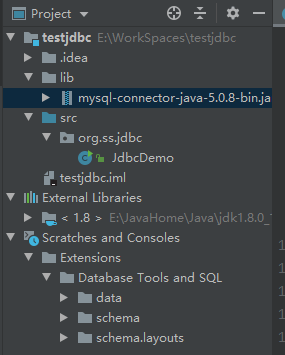 Project
testjdbc E:\WorkSpaces\testjdbc
.idea
lib
mysql-connector-java-5.0.8-bin.ja
src
org.ss.jdbc
JdbcDemo
testjdbc.iml
External Libraries
< 1.8 > E:\JavaHome\Java\jdk1.8.0_
Scratches and Consoles
Extensions
Database Tools and SQL
data
schema
schema.layouts